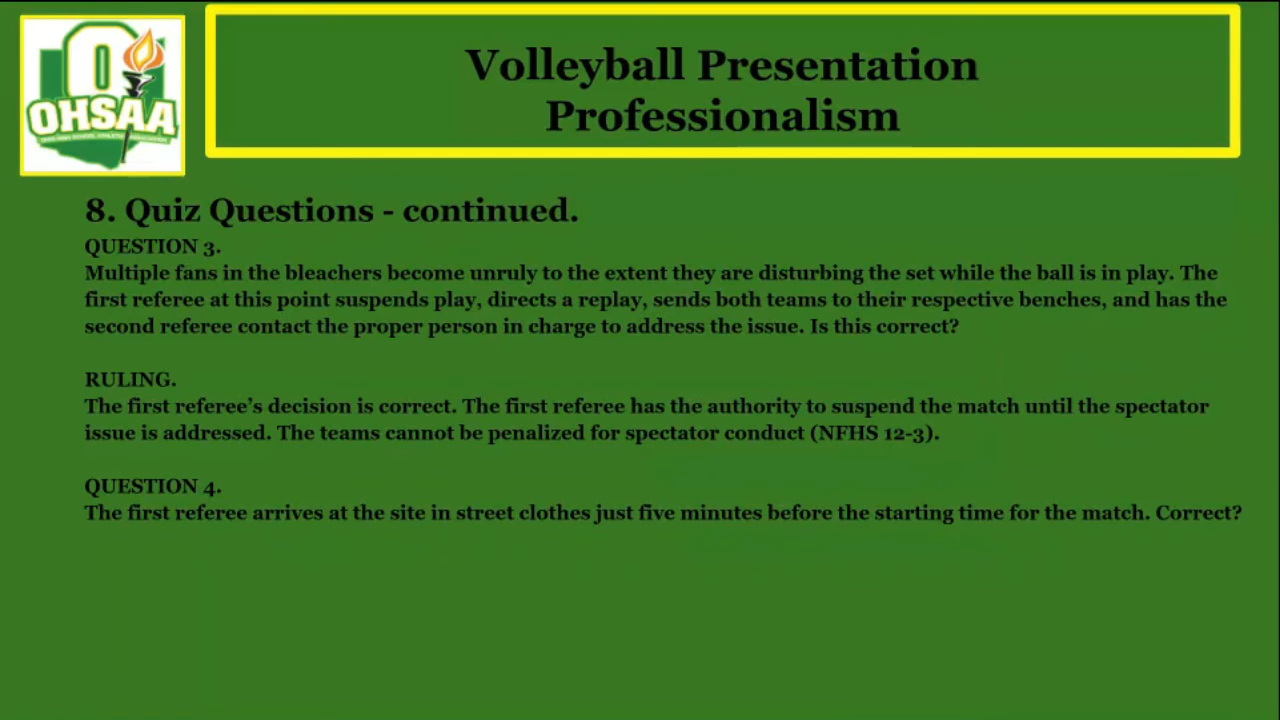 OHSAA
Volleyball Presentation
Professionalism
8. Quiz Questions - continued.
QUESTION 3.
Multiple fans in the bleachers become unruly to the extent they are disturbing the set while the ball is in play. The
first referee at this point suspends play, directs a replay, sends both teams to their respective benches, and has the
second referee contact the proper person in charge to address the issue. Is this correct?
RULING.
The first referee’s decision is correct. The first referee has the authority to suspend the match until the spectator
issue is addressed. The teams cannot be penalized for spectator conduct (NFHS 12-3).
QUESTION 4.
The first referee arrives at the site in street clothes just five minutes before the starting time for the match. Correct?